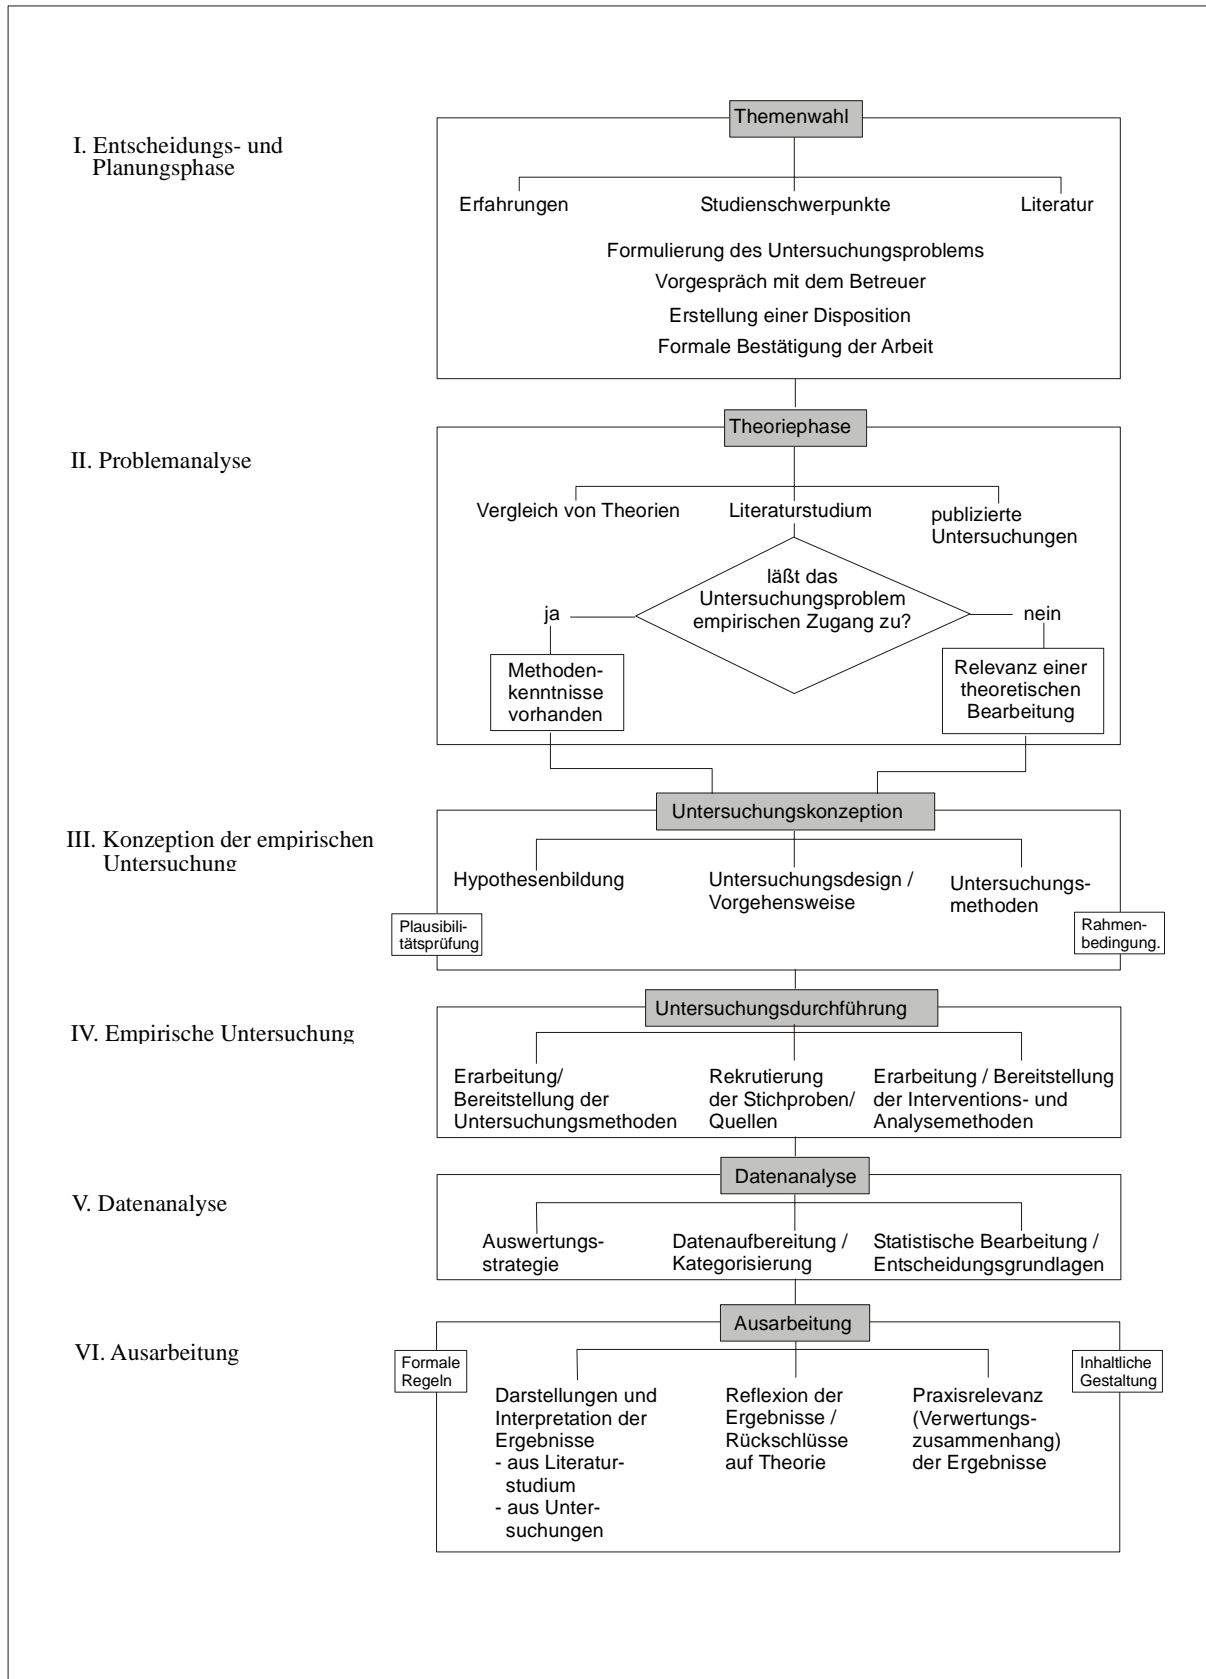 Themenwahl
I. Entscheidungs- und
Planungsphase
Erfahrungen
Studienschwerpunkte
Literatur
Formulierung des Untersuchungsproblems
Vorgespräch mit dem Betreuer
Erstellung einer Disposition
Formale Bestätigung der Arbeit
Theoriephase
II. Problemanalyse
Vergleich von Theorien
Literaturstudium
publizierte
Untersuchungen
läßt das
Untersuchungsproblem
empirischen Zugang zu?
ja
nein
Methoden-
kenntnisse
vorhanden
Relevanz einer
theoretischen
Bearbeitung
Untersuchungskonzeption
III. Konzeption der empirischen
Untersuchung
Hypothesenbildung
Untersuchungsdesign /
Vorgehensweise
Untersuchungs-
methoden
Plausibili-
tätsprüfung
Rahmen-
bedingung.
Untersuchungsdurchführung
IV. Empirische Untersuchung
Erarbeitung/
Bereitstellung der
Untersuchungsmethoden
Rekrutierung
der Stichproben/
Quellen
Erarbeitung / Bereitstellung
der Interventions- und
Analysemethoden
Datenanalyse
V. Datenanalyse
Auswertungs-
strategie
Datenaufbereitung /
Kategorisierung
Statistische Bearbeitung /
Entscheidungsgrundlagen
Ausarbeitung
VI. Ausarbeitung
Formale
Regeln
Inhaltliche
Gestaltung
Darstellungen und
Interpretation der
Ergebnisse
- aus Literatur-
studium
- aus Unter-
suchungen
Reflexion der
Ergebnisse /
Rückschlüsse
auf Theorie
Praxisrelevanz
(Verwertungs-
zusammenhang)
der Ergebnisse